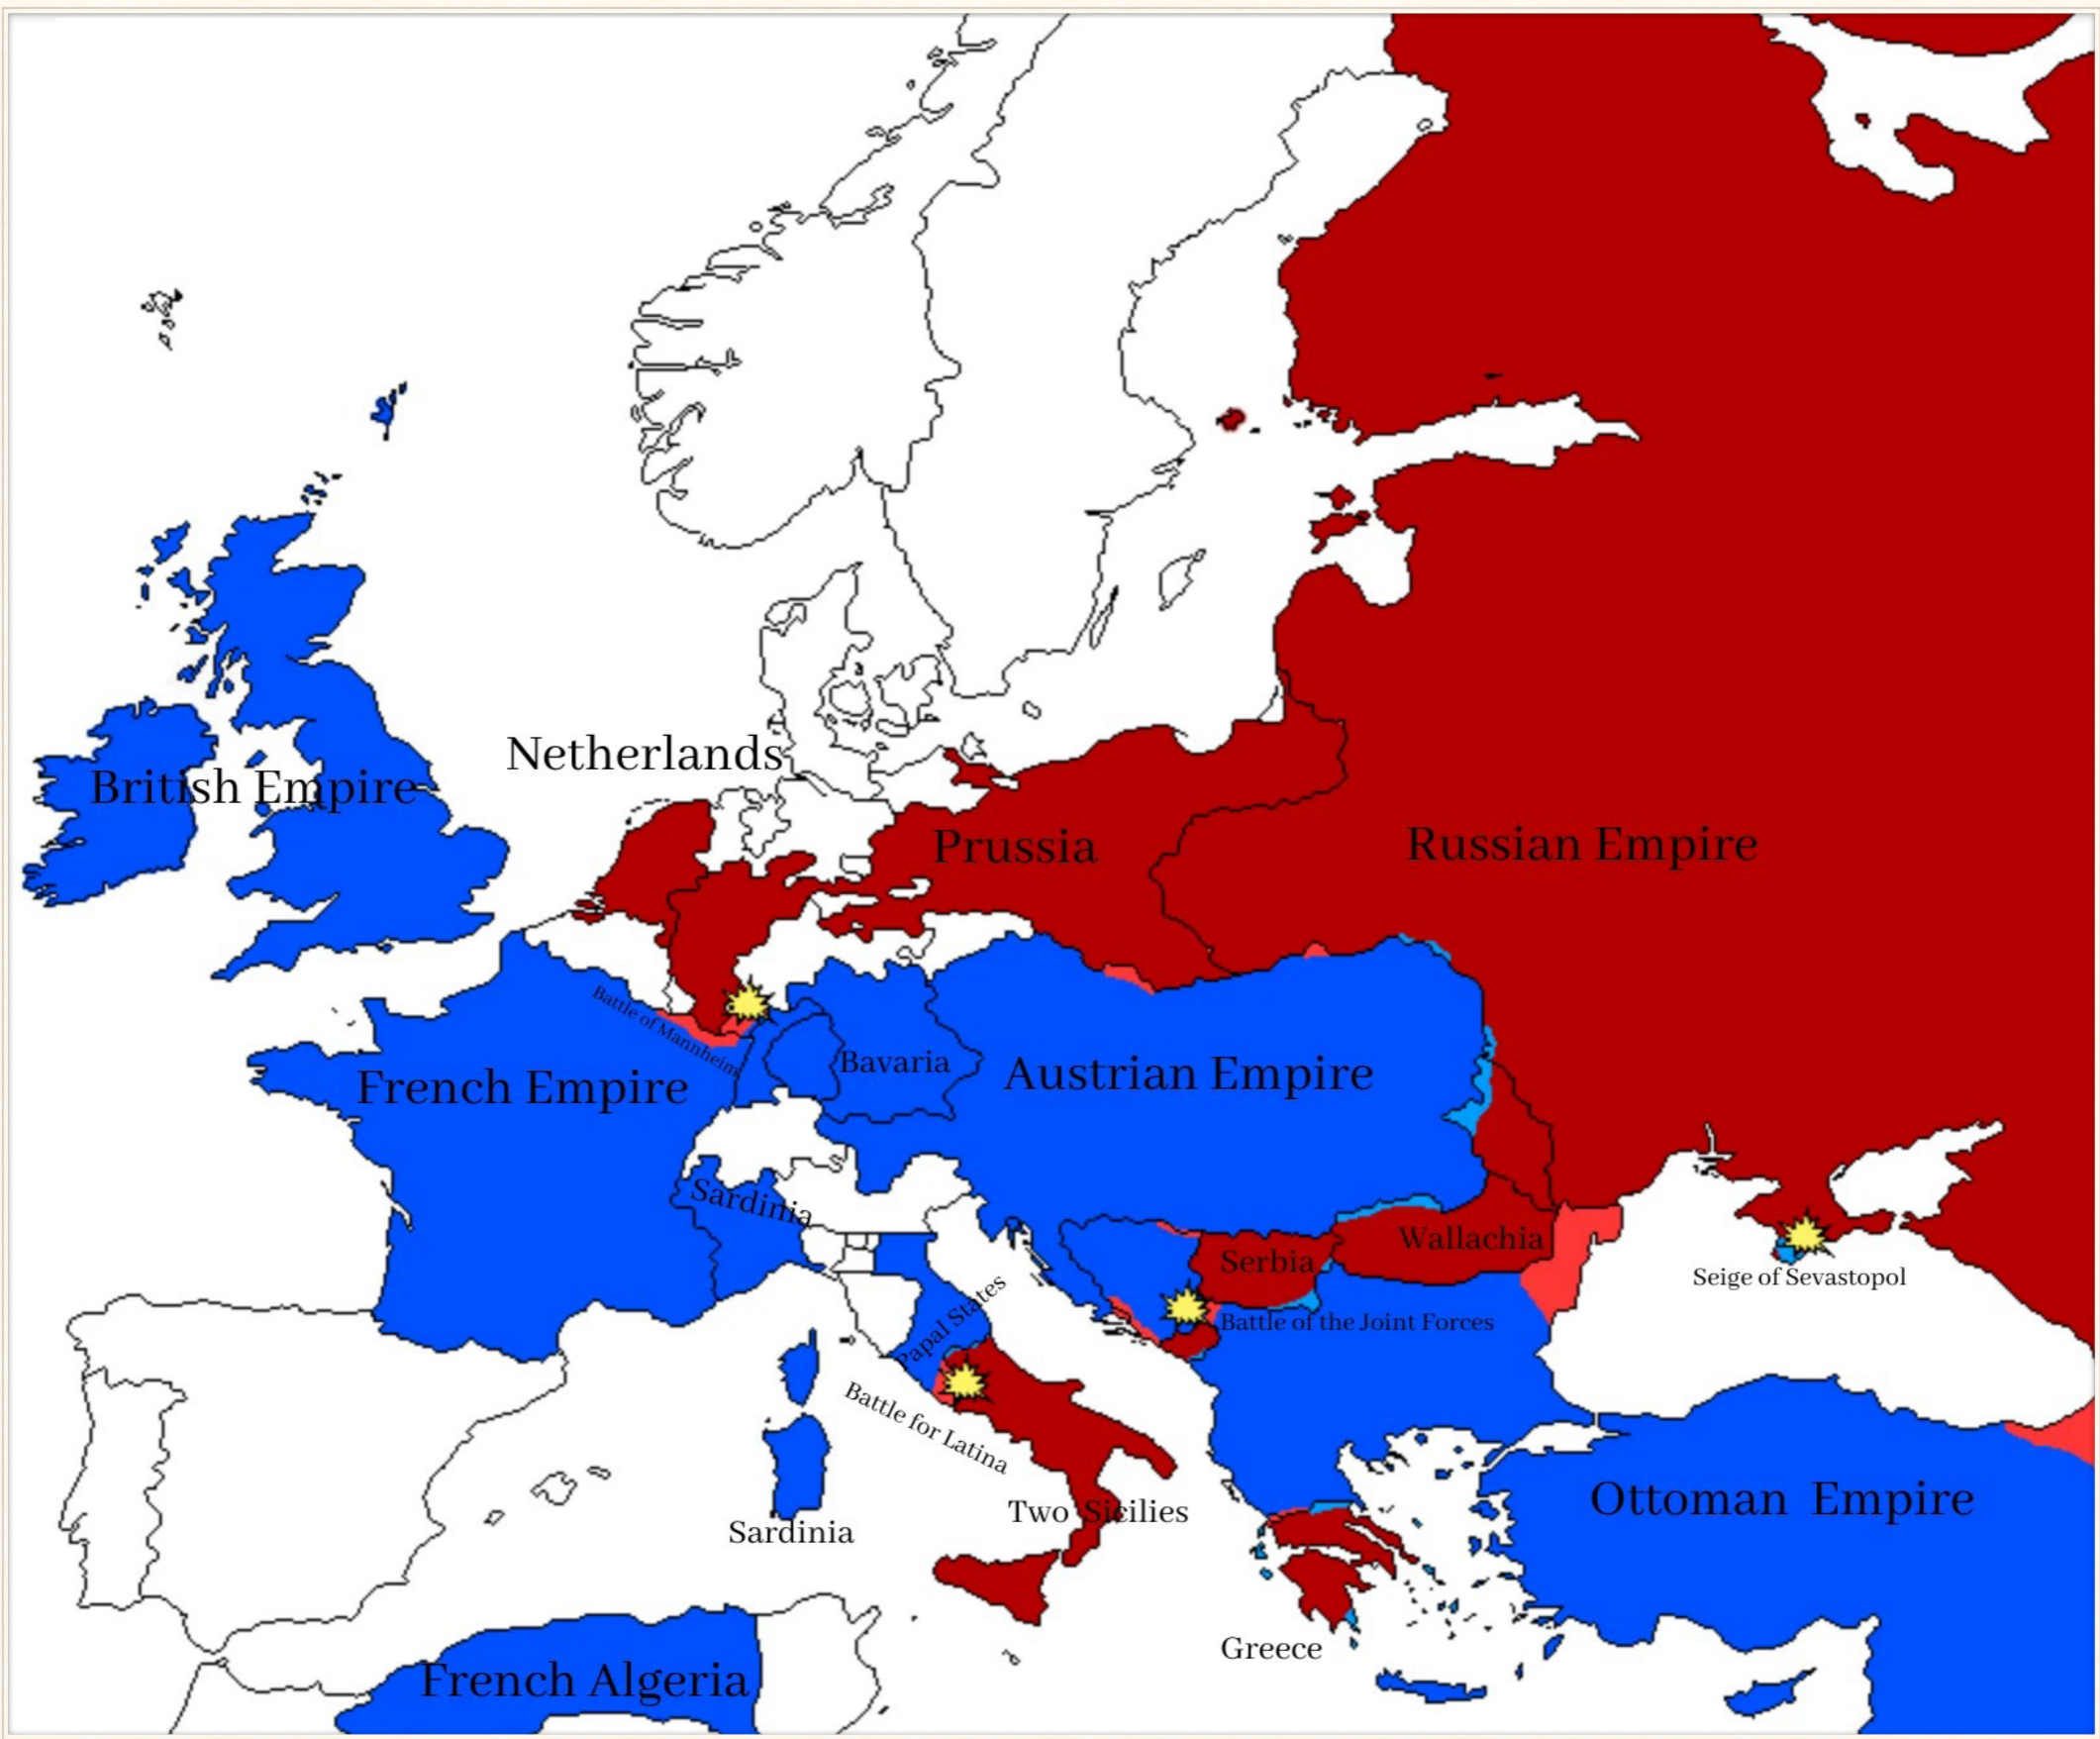 Netherlands
British Empire
Prussia
Russian Empire
Battle of Mannheim
Bavaria
French Empire
Austrian Empire
Sardinia
Wallachia
Serbia
Seige of Sevastopol
Papal States
Battle of the Joint Forces
Battle for Latina
Ottoman Empire
Two Sicilies
Sardinia
Greece
French Algeria